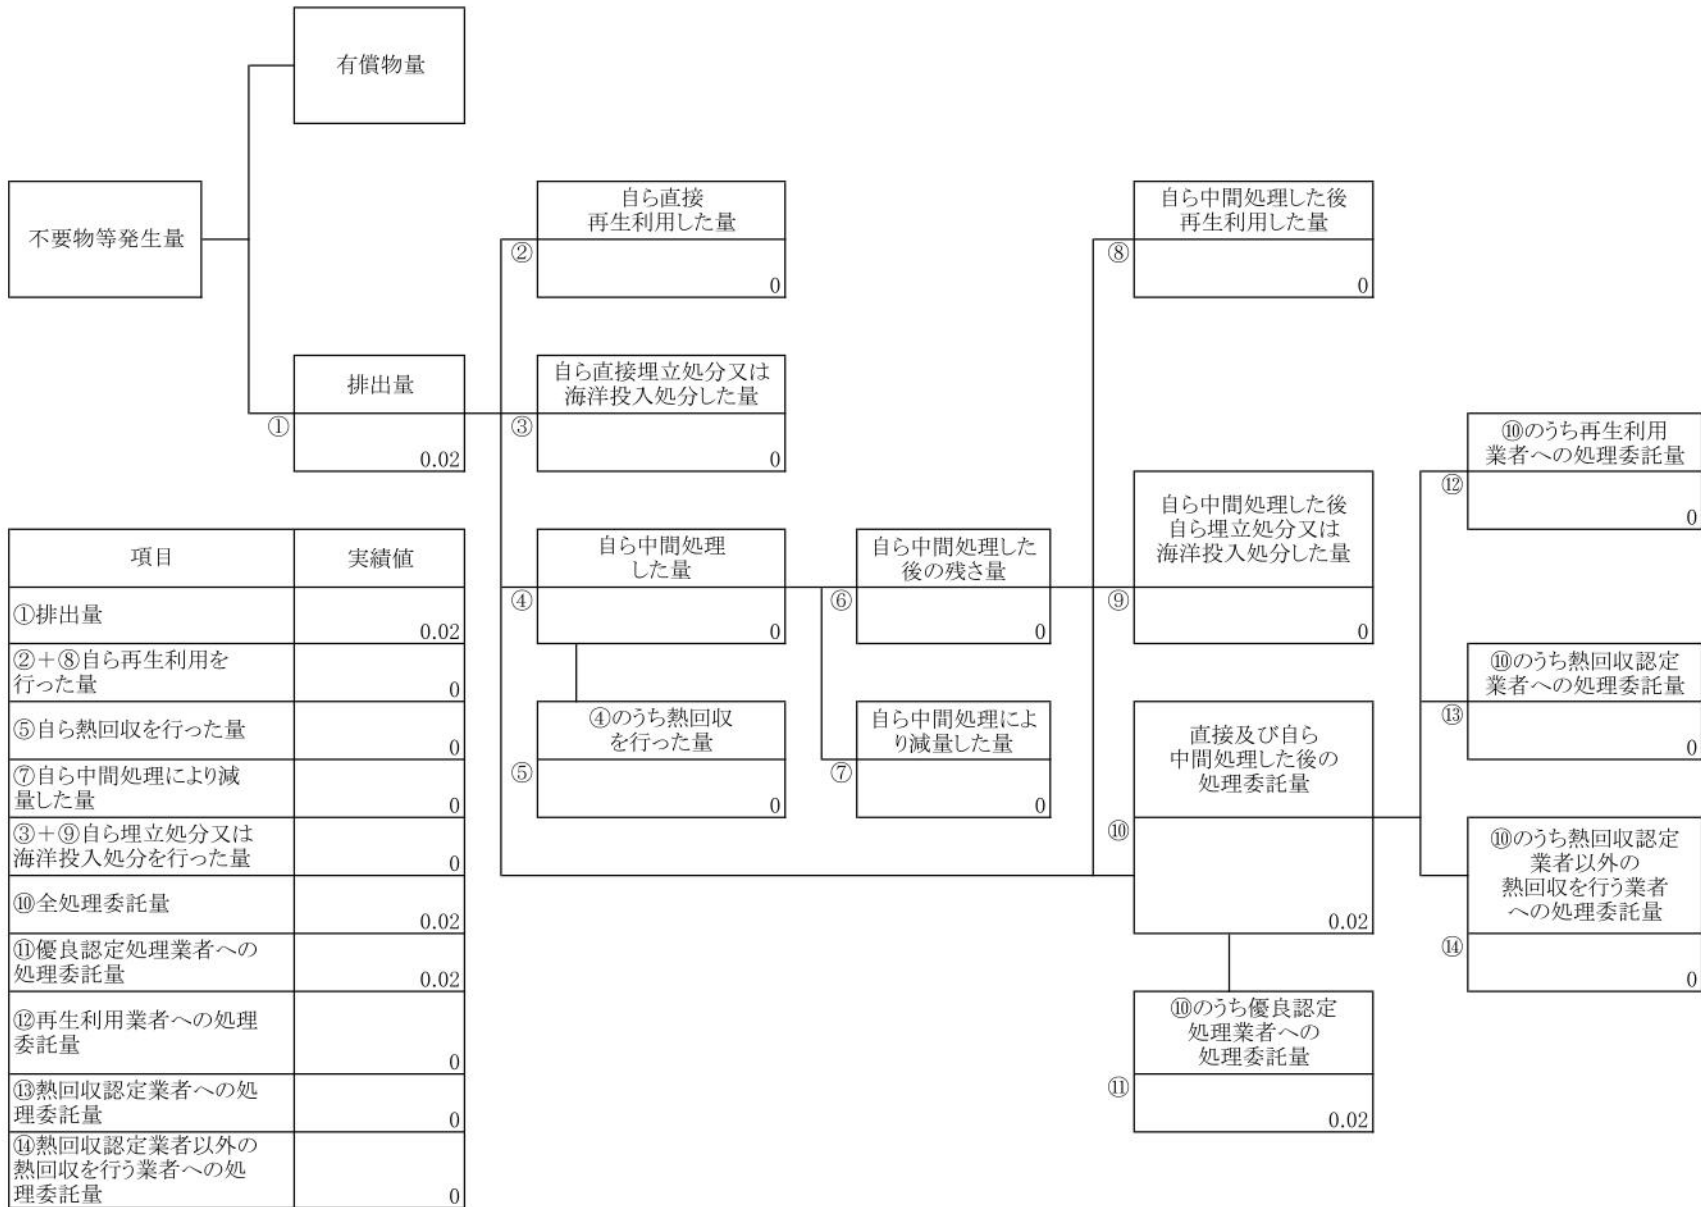 有償物量
不要物等発生量
自ら直接
再生利用した量
②
0
自ら中間処理した後
再生利用した量
⑧
0
排出量
①
0.02
自ら直接埋立処分又は
海洋投入処分した量
③
0
⑩のうち再生利用
業者への処理委託量
⑫
0
自ら中間処理
した量
④
0
自ら中間処理した
後の残さ量
⑥
0
自ら中間処理した後
自ら埋立処分又は
海洋投入処分した量
⑨
0
⑩のうち熱回収認定
業者への処理委託量
⑬
0
④のうち熱回収
を行った量
⑤
0
自ら中間処理によ
り減量した量
⑦
0
直接及び自ら
中間処理した後の
処理委託量
⑩
0.02
⑩のうち熱回収認定
業者以外の
熱回収を行う業者
への処理委託量
⑭
0
⑩のうち優良認定
処理業者への
処理委託量
⑪
0.02
項目 実績値
①排出量
0.02
②＋⑧自ら再生利用を
行った量
0
⑤自ら熱回収を行った量
0
⑦自ら中間処理により減
量した量
0
③＋⑨自ら埋立処分又は
海洋投入処分を行った量
0
⑩全処理委託量
0.02
⑪優良認定処理業者への
処理委託量
0.02
⑫再生利用業者への処理
委託量
0
⑬熱回収認定業者への処
理委託量
0
⑭熱回収認定業者以外の
熱回収を行う業者への処
理委託量
0